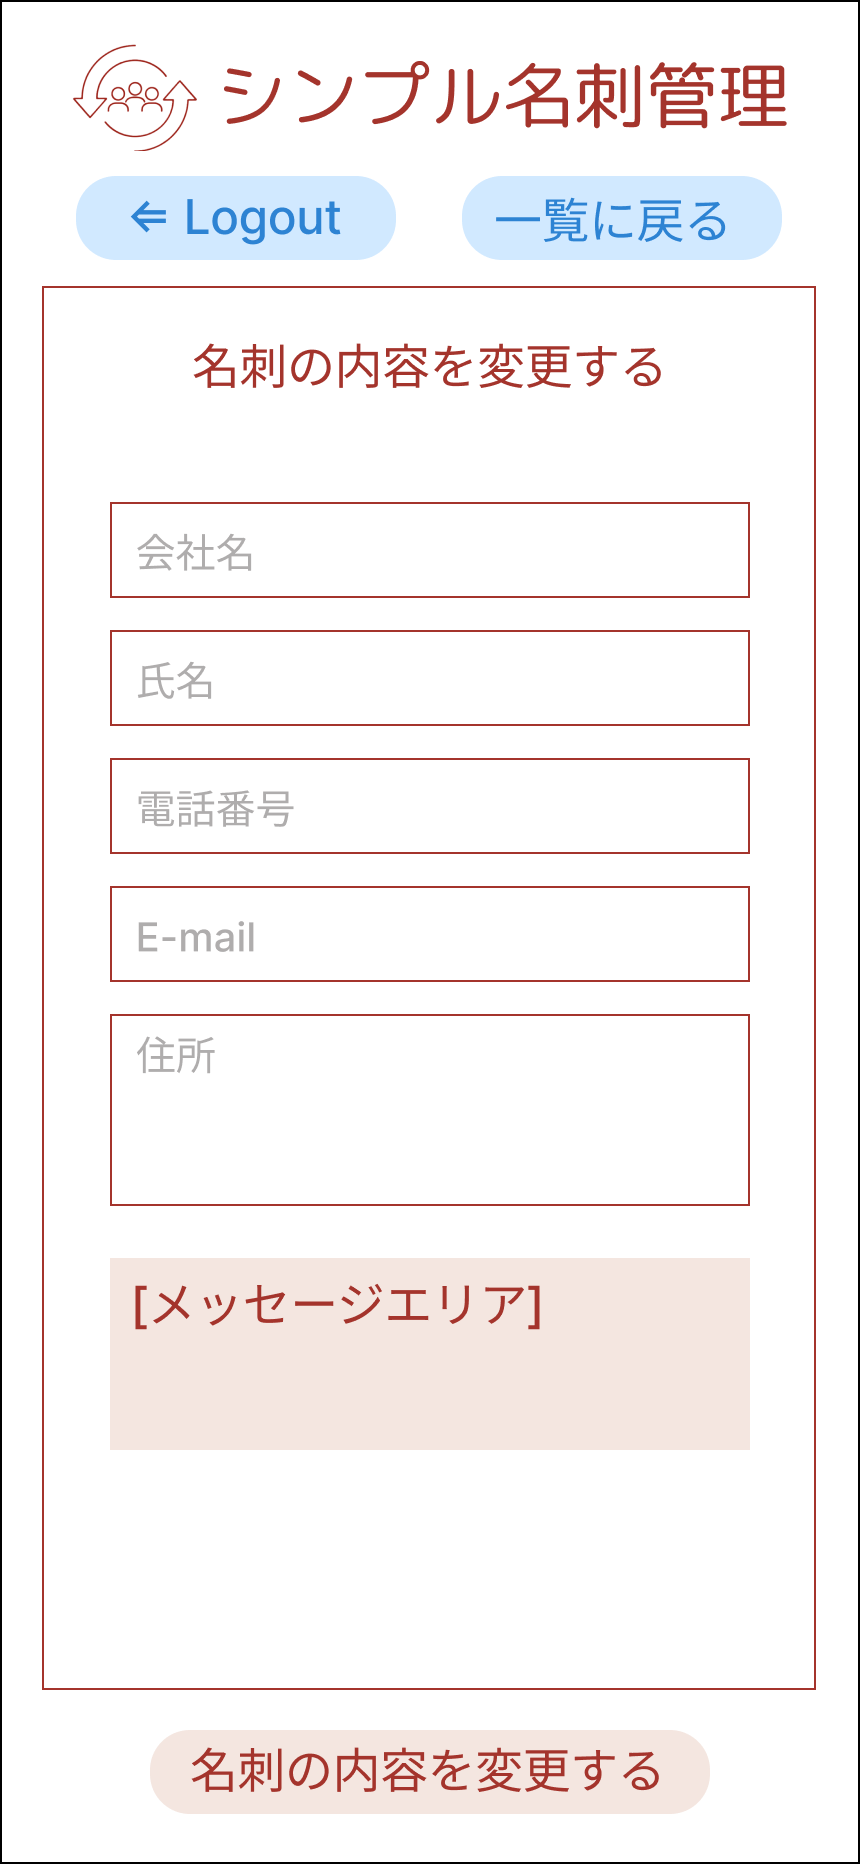 シンプル名刺管理
⇐ Logout
一覧に戻る
名刺の内容を変更する
会社名
氏名
電話番号
E-mail
住所
[メッセージエリア]
名刺の内容を変更する